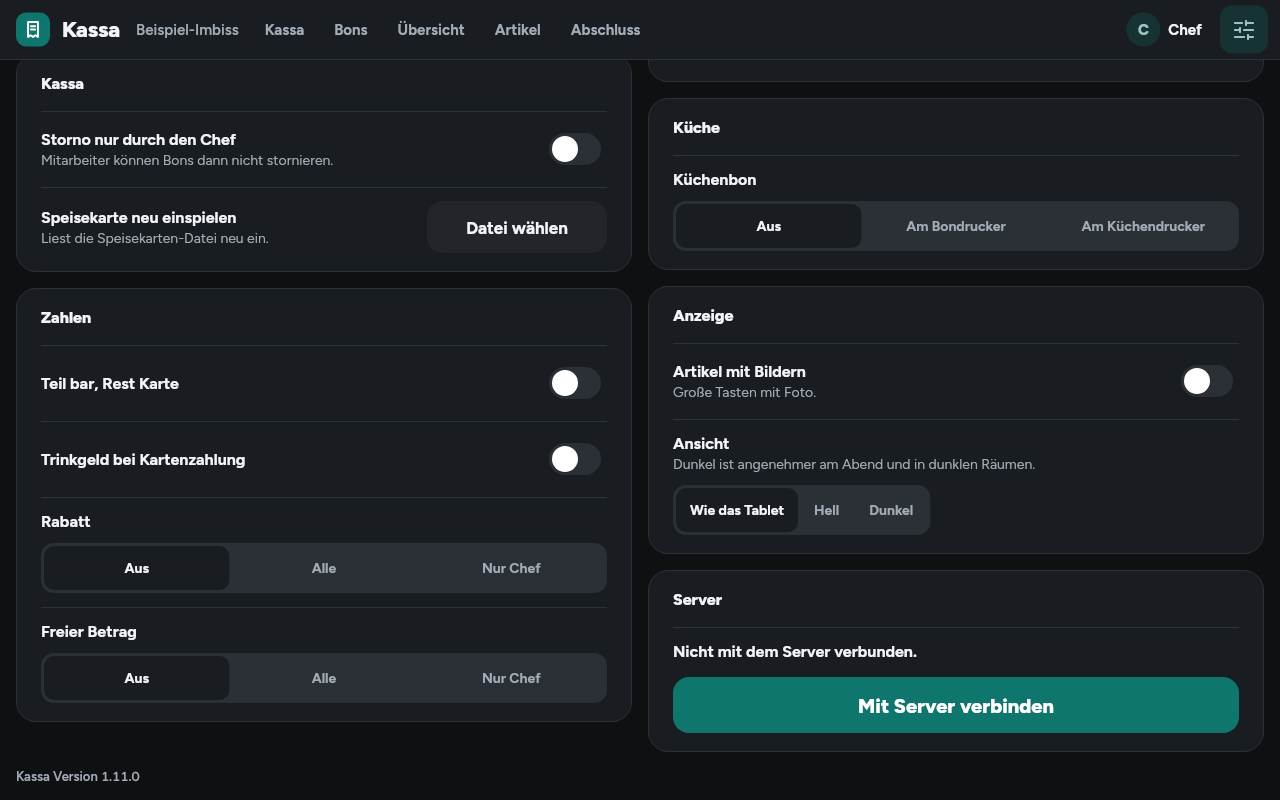 Kassa
Beispiel-Imbiss
Kassa
Bons
Übersicht
Artikel
Abschluss
C
Chef
Kassa
Storno nur durch den Chef
Mitarbeiter können Bons dann nicht stornieren.
Speisekarte neu einspielen
Liest die Speisekarten-Datei neu ein.
Datei wählen
Zahlen
Teil bar, Rest Karte
Trinkgeld bei Kartenzahlung
Rabatt
Aus
Alle
Nur Chef
Freier Betrag
Aus
Alle
Nur Chef
Küche
Küchenbon
Aus
Am Bondrucker
Am Küchendrucker
Anzeige
Artikel mit Bildern
Große Tasten mit Foto.
Ansicht
Dunkel ist angenehmer am Abend und in dunklen Räumen.
Wie das Tablet
Hell
Dunkel
Server
Nicht mit dem Server verbunden.
Mit Server verbinden
Kassa Version 1.11.0